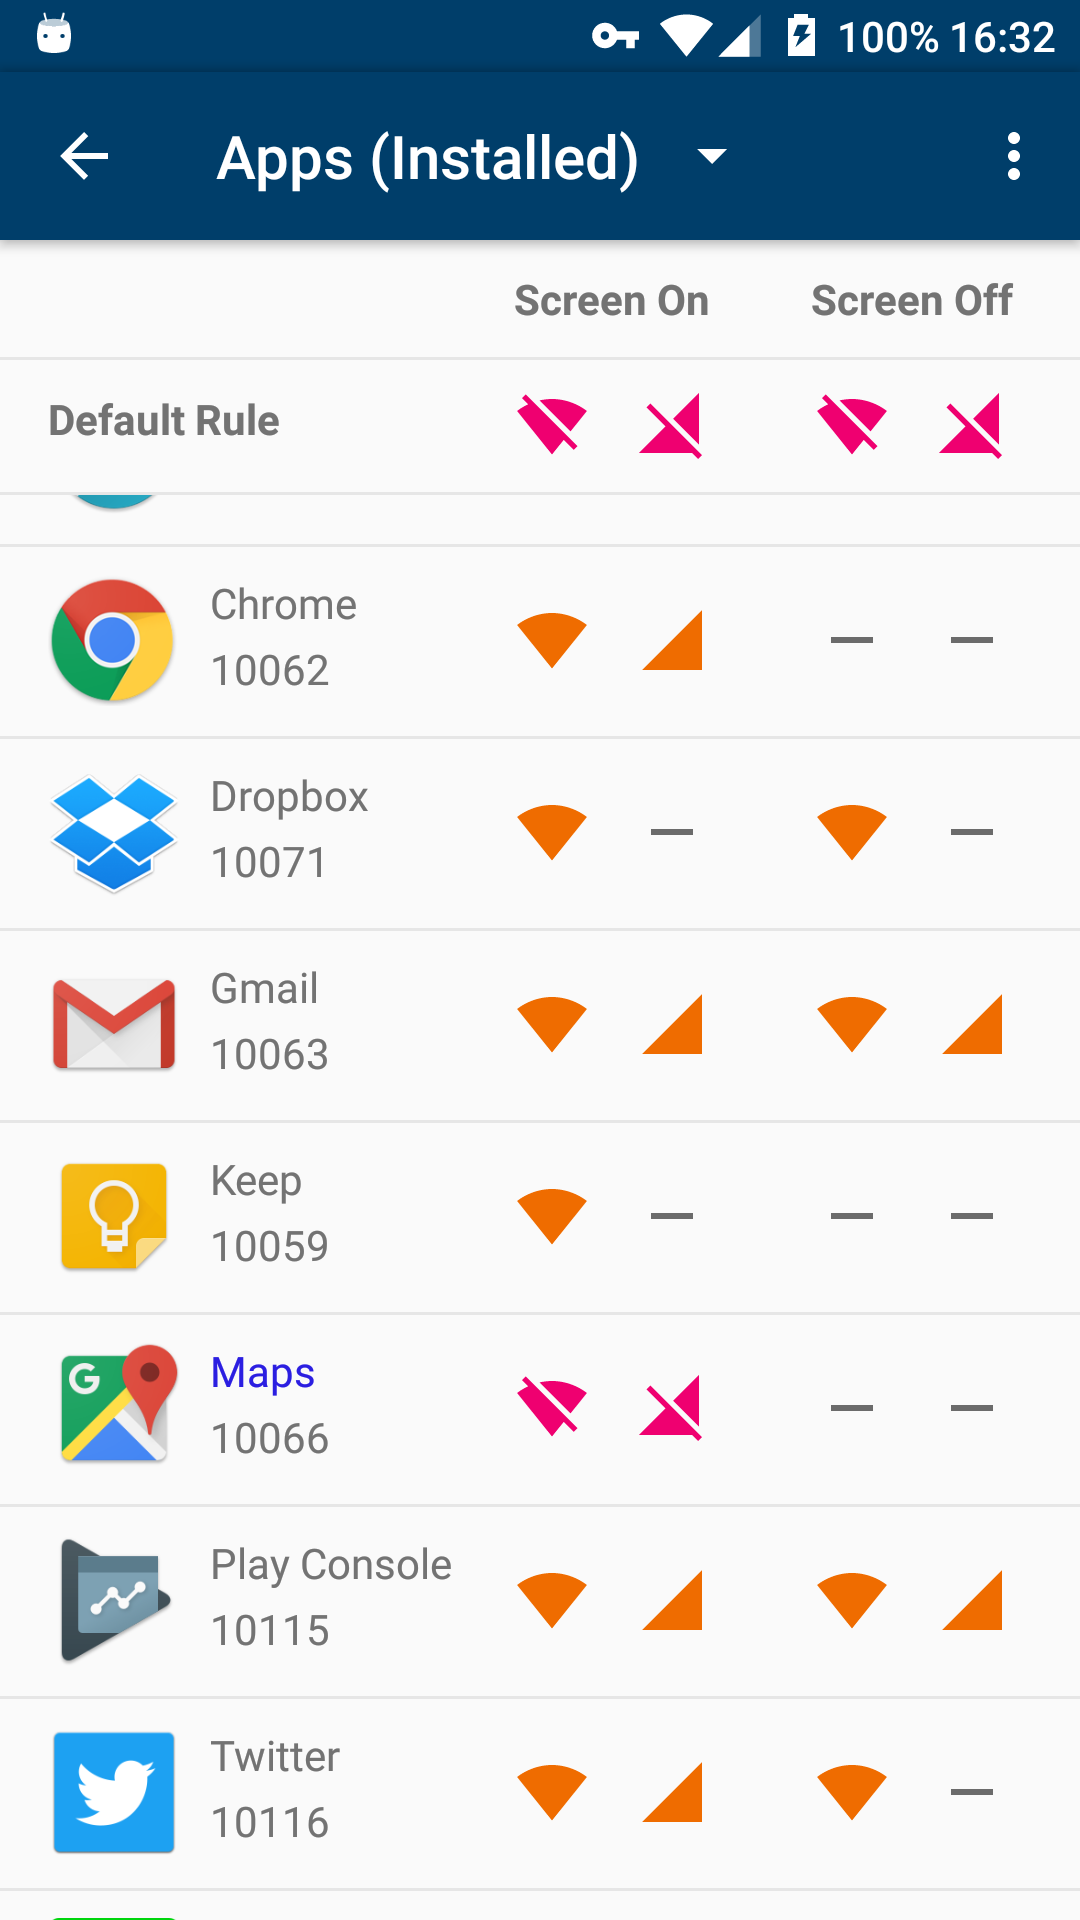 100% 16:32
Apps (Installed)
Screen On Screen Off
Default Rule
Chrome
10062
Dropbox
10071
Gmail
10063
Keep
10059
G
Maps
10066
Play Console
10115
Twitter
10116